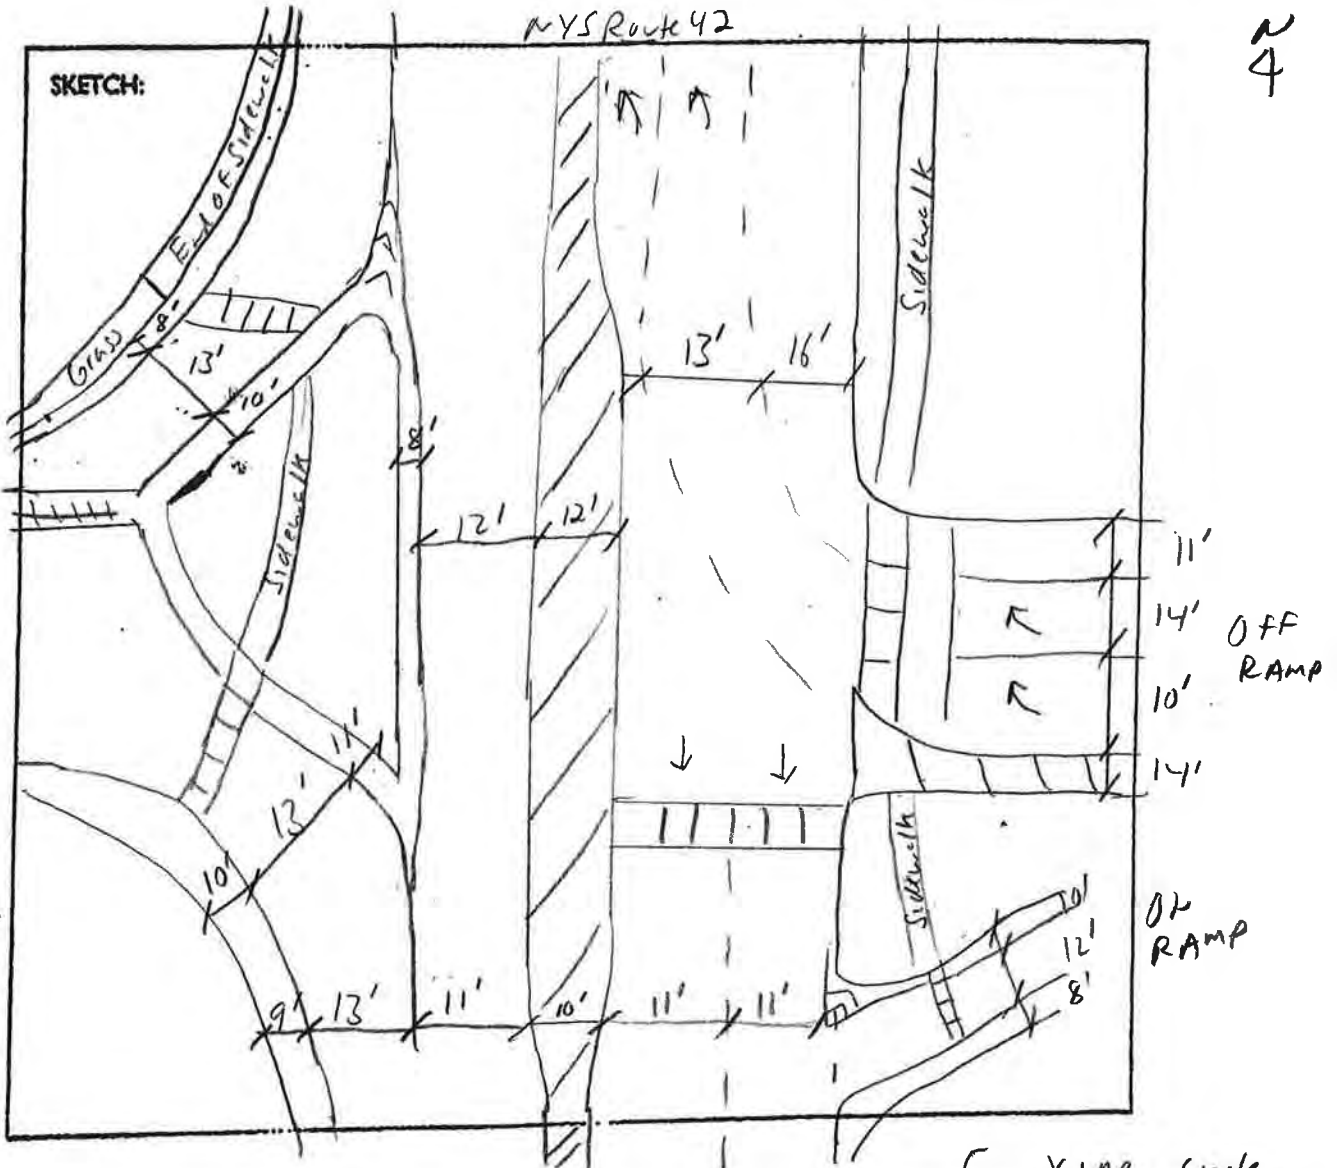 NYS Route 42
N
SKETCH:
End OF Sidewalk
Sidewalk
8'
Grass
13'
10'
13'
16'
8'
Sidewalk
12'
12'
11'
14'
OFF
RAMP
10'
11'
14'
13'
10'
Sidewalk
10'
ON
RAMP
12'
8'
9'
13'
11'
10'
11'
11'